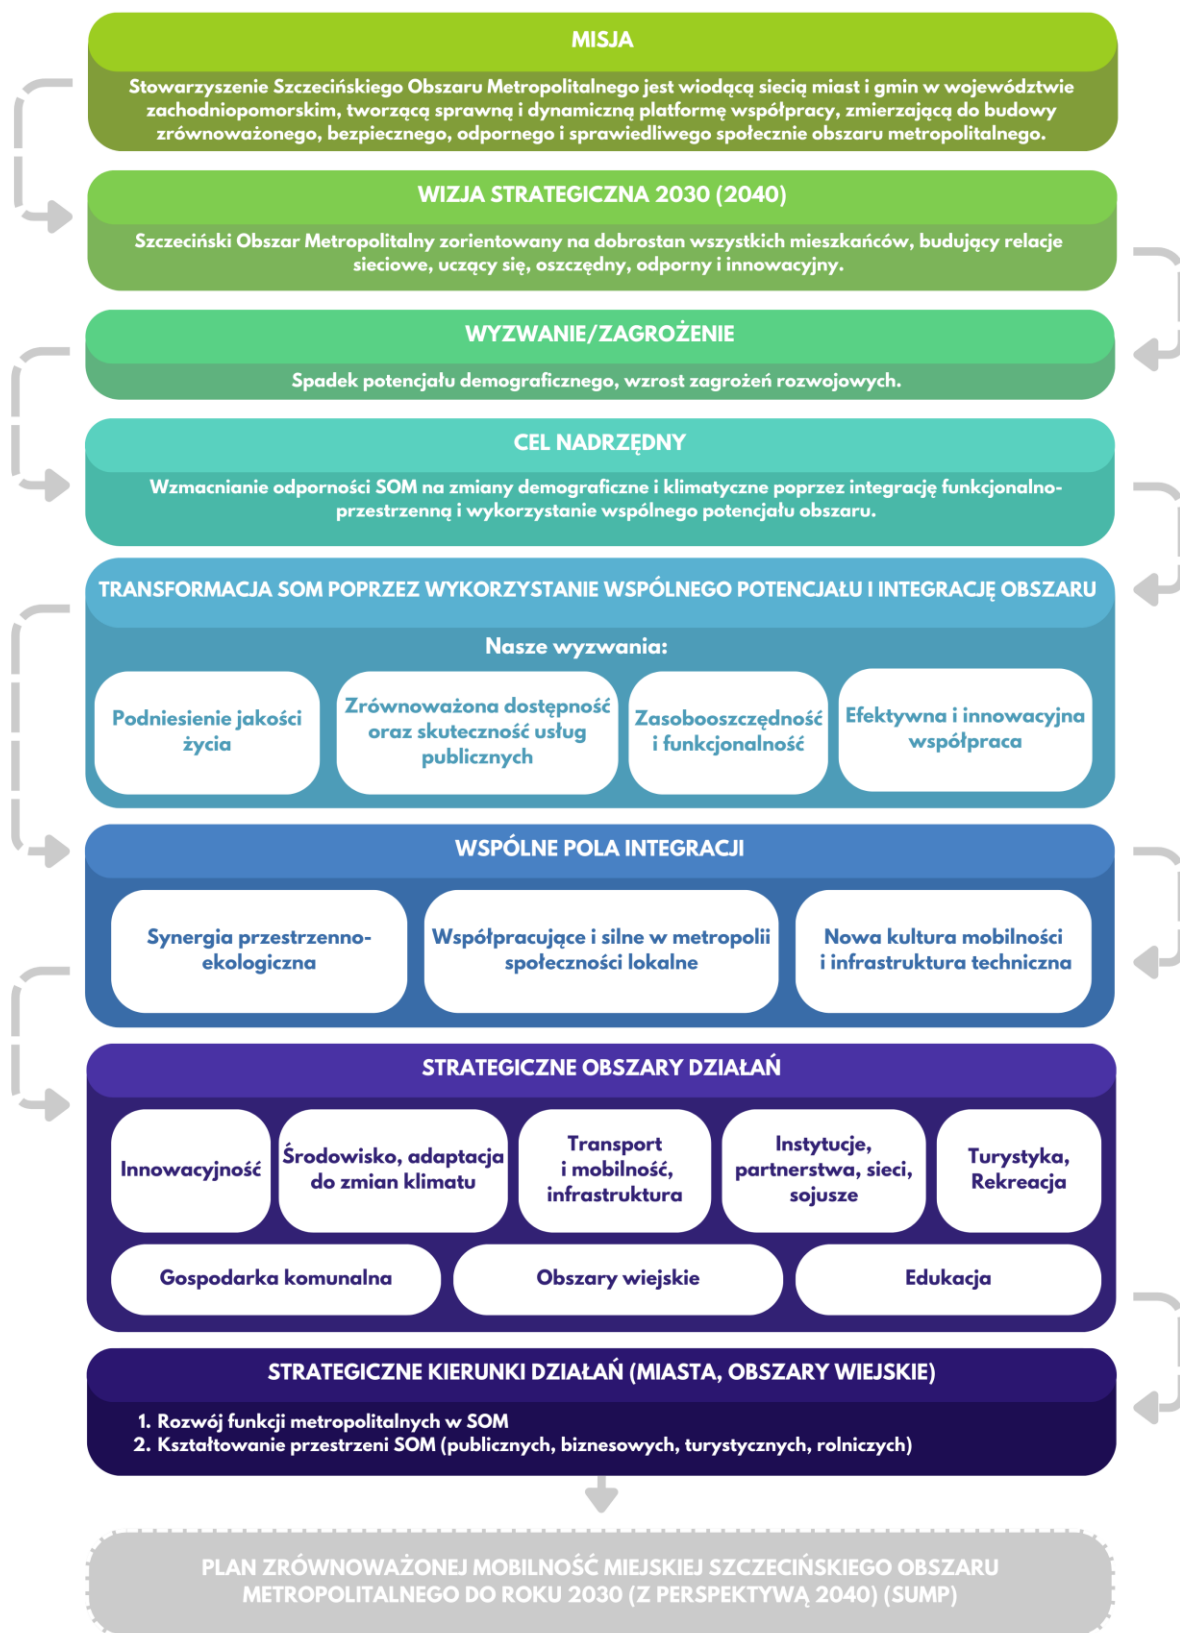 MISJA
Stowarzyszenie Szczecińskiego Obszaru Metropolitalnego jest wiodącą siecią miast i gmin w województwie
zachodniopomorskim, tworzącą sprawną i dynamiczną platformę współpracy, zmierzającą do budowy
zrównoważonego, bezpiecznego, odpornego i sprawiedliwego społecznie obszaru metropolitalnego.
WIZJA STRATEGICZNA 2030 (2040)
Szczeciński Obszar Metropolitalny zorientowany na dobrostan wszystkich mieszkańców, budujący relacje
sieciowe, uczący się, oszczędny, odporny i innowacyjny.
WYZWANIE/ZAGROŻENIE
Spadek potencjału demograficznego, wzrost zagrożeń rozwojowych.
CEL NADRZĘDNY
Wzmacnianie odporności SOM na zmiany demograficzne i klimatyczne poprzez integrację funkcjonalno-
przestrzenną i wykorzystanie wspólnego potencjału obszaru.
TRANSFORMACJA SOM POPRZEZ WYKORZYSTANIE WSPÓLNEGO POTENCJAŁU I INTEGRACJĘ OBSZARU
Nasze wyzwania:
Podniesienie jakości
życia
Zrównoważona dostępność
oraz skuteczność usług
publicznych
Zasobooszczędność
i funkcjonalność
Efektywna i innowacyjna
współpraca
WSPÓLNE POLA INTEGRACJI
Synergia przestrzenno-
ekologiczna
Współpracujące i silne w metropolii
społeczności lokalne
Nowa kultura mobilności
i infrastruktura techniczna
STRATEGICZNE OBSZARY DZIAŁAŃ
Innowacyjność
Środowisko, adaptacja
do zmian klimatu
Transport
i mobilność,
infrastruktura
Instytucje,
partnerstwa, sieci,
sojusze
Turystyka,
Rekreacja
Gospodarka komunalna
Obszary wiejskie
Edukacja
STRATEGICZNE KIERUNKI DZIAŁAŃ (MIASTA, OBSZARY WIEJSKIE)
1. Rozwój funkcji metropolitalnych w SOM
2. Kształtowanie przestrzeni SOM (publicznych, biznesowych, turystycznych, rolniczych)
PLAN ZRÓWNOWAŻONEJ MOBILNOŚĆ MIEJSKIEJ SZCZECIŃSKIEGO OBSZARU
METROPOLITALNEGO DO ROKU 2030 (Z PERSPEKTYWĄ 2040) (SUMP)